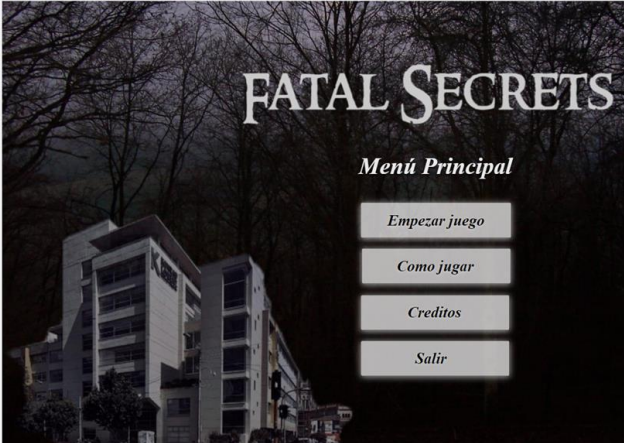 FATAL SECRETS
Menú Principal
Empezar juego
Como jugar
Creditos
Salir